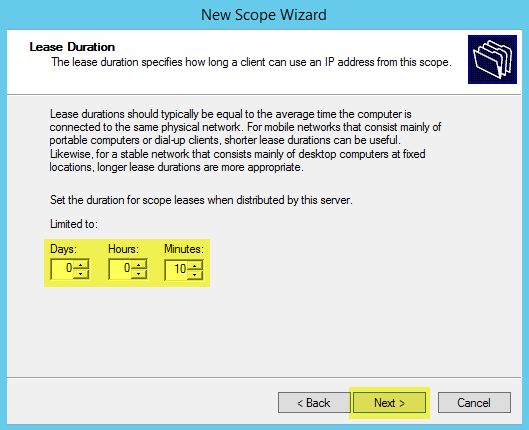 New Scope Wizard
Lease Duration
The lease duration specifies how long a client can use an IP address from this scope.
Lease durations should typically be equal to the average time the computer is
connected to the same physical network. For mobile networks that consist mainly of
portable computers or dial-up clients, shorter lease durations can be useful.
Likewise, for a stable network that consists mainly of desktop computers at fixed
locations, longer lease durations are more appropriate.
Set the duration for scope leases when distributed by this server.
Limited to:
Days: Hours: Minutes:
0 0 10
< Back Next > Cancel